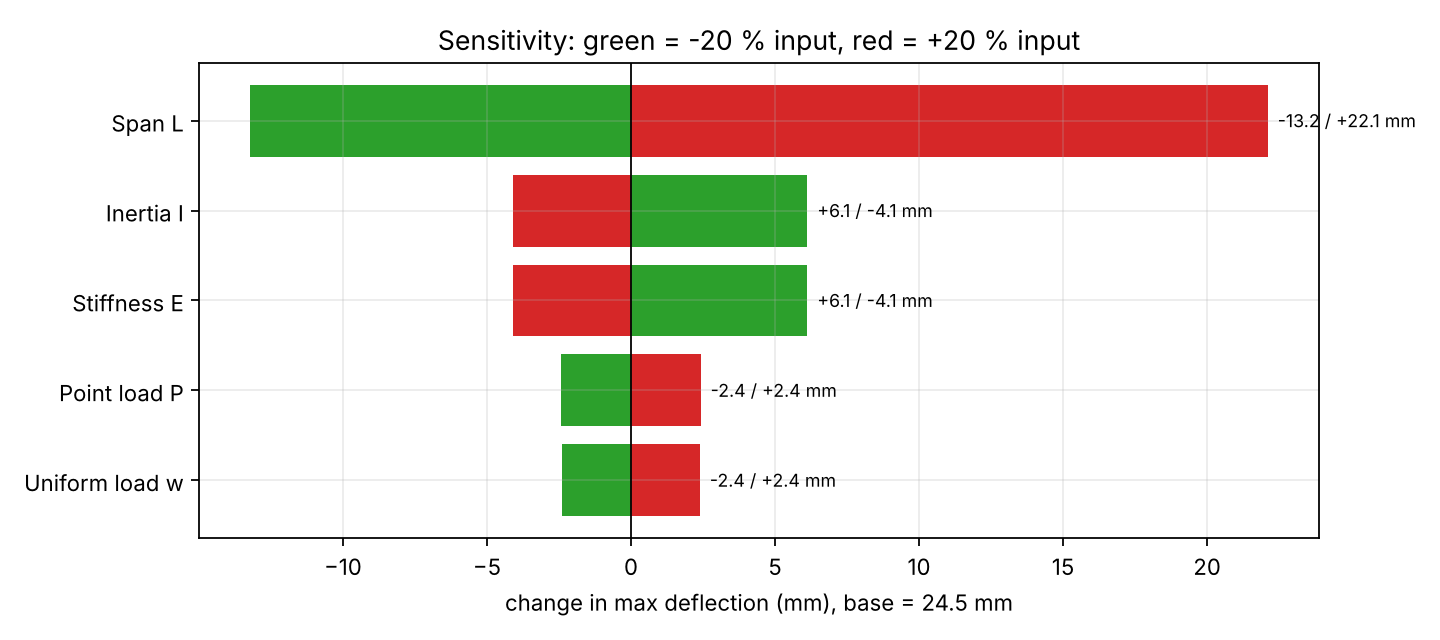 Sensitivity: green = -20 % input, red = +20 % input
Span L
-13.2 / +22.1 mm
Inertia I
+6.1 / -4.1 mm
Stiffness E
+6.1 / -4.1 mm
Point load P
-2.4 / +2.4 mm
Uniform load w
-2.4 / +2.4 mm
−10 −5 0 5 10 15 20
change in max deflection (mm), base = 24.5 mm